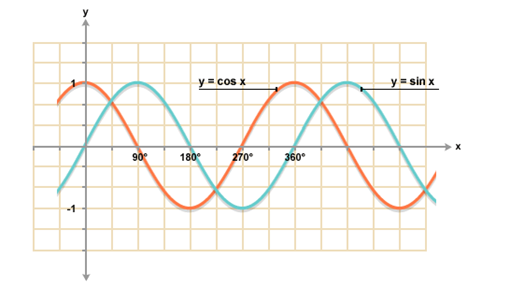 y
1
y = cos x
y = sin x
x
90°
180°
270°
360°
-1